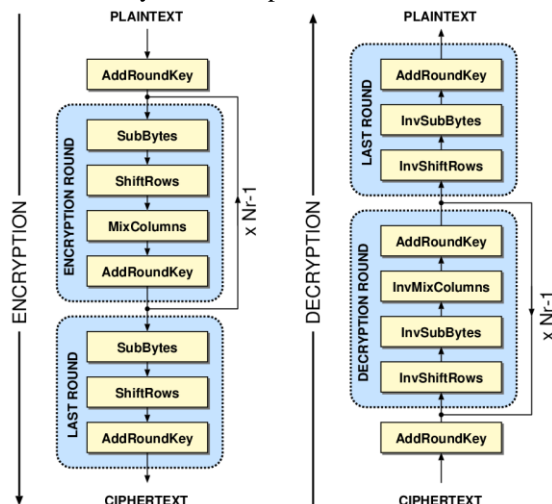 PLAINTEXT
AddRoundKey
SubBytes
ShiftRows
MixColumns
AddRoundKey
ENCRYPTION ROUND
x Nr-1
SubBytes
ShiftRows
AddRoundKey
LAST ROUND
CIPHERTEXT
ENCRYPTION
PLAINTEXT
AddRoundKey
InvSubBytes
InvShiftRows
LAST ROUND
AddRoundKey
InvMixColumns
InvSubBytes
InvShiftRows
DECRYPTION ROUND
x Nr-1
AddRoundKey
CIPHERTEXT
DECRYPTION